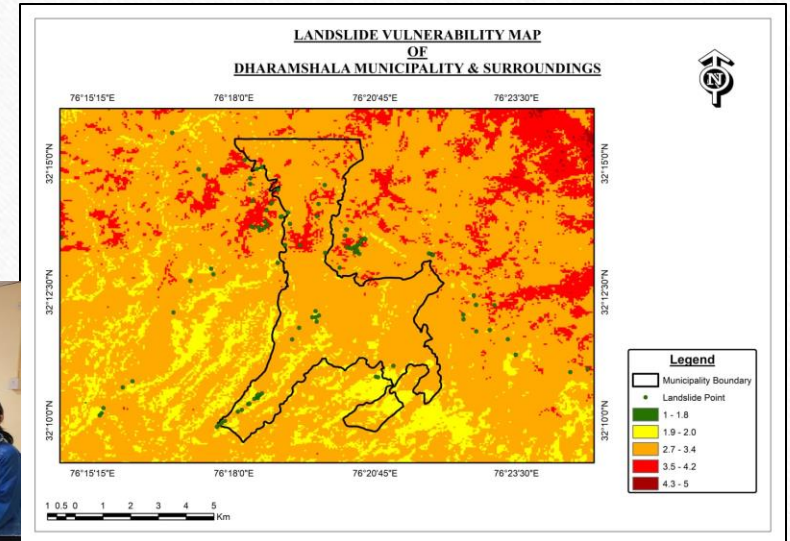 LANDSLIDE VULNERABILITY MAP
OF
DHARAMSHALA MUNICIPALITY & SURROUNDINGS
N
76°15'15"E 76°18'0"E 76°20'45"E 76°23'30"E
32°15'0"N 32°15'0"N
32°12'30"N 32°12'30"N
32°10'0"N 32°10'0"N
76°15'15"E 76°18'0"E 76°20'45"E 76°23'30"E
Legend
Municipality Boundary
Landslide Point
1 - 1.8
1.9 - 2.0
2.7 - 3.4
3.5 - 4.2
4.3 - 5
1 0.5 0 1 2 3 4 5
Km